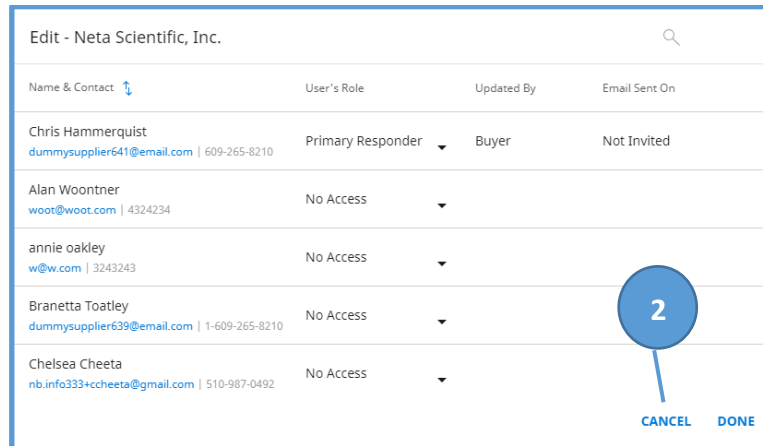 Edit - Neta Scientific, Inc.
Name & Contact User's Role Updated By Email Sent On
Chris Hammerquist
dummysupplier641@email.com | 609-265-8210
Primary Responder Buyer Not Invited
Alan Woontner
woot@woot.com | 4324234
No Access
annie oakley
w@w.com | 3243243
No Access
Branetta Toatley
dummysupplier639@email.com | 1-609-265-8210
No Access
2
Chelsea Cheeta
nb.info333+ccheeta@gmail.com | 510-987-0492
No Access
CANCEL DONE